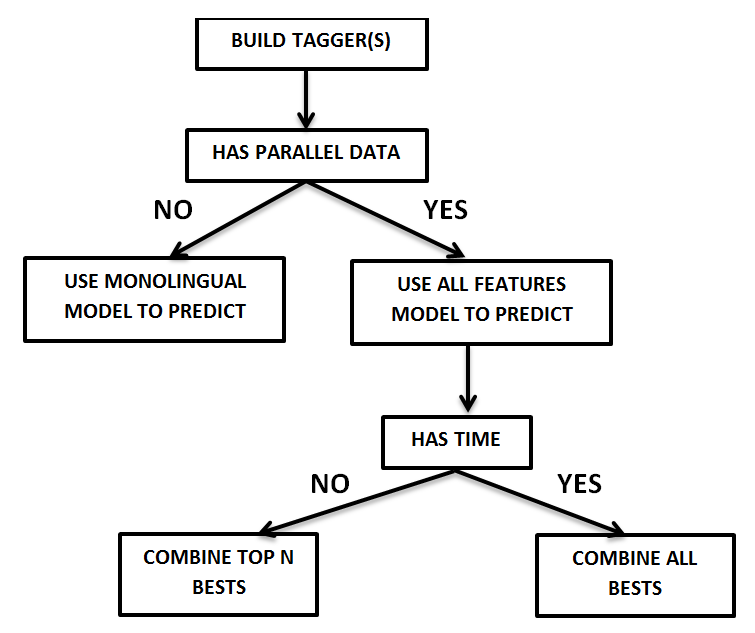 BUILD TAGGER(S)
HAS PARALLEL DATA
NO
YES
USE MONOLINGUAL
MODEL TO PREDICT
USE ALL FEATURES
MODEL TO PREDICT
HAS TIME
NO
YES
COMBINE TOP N
BESTS
COMBINE ALL
BESTS